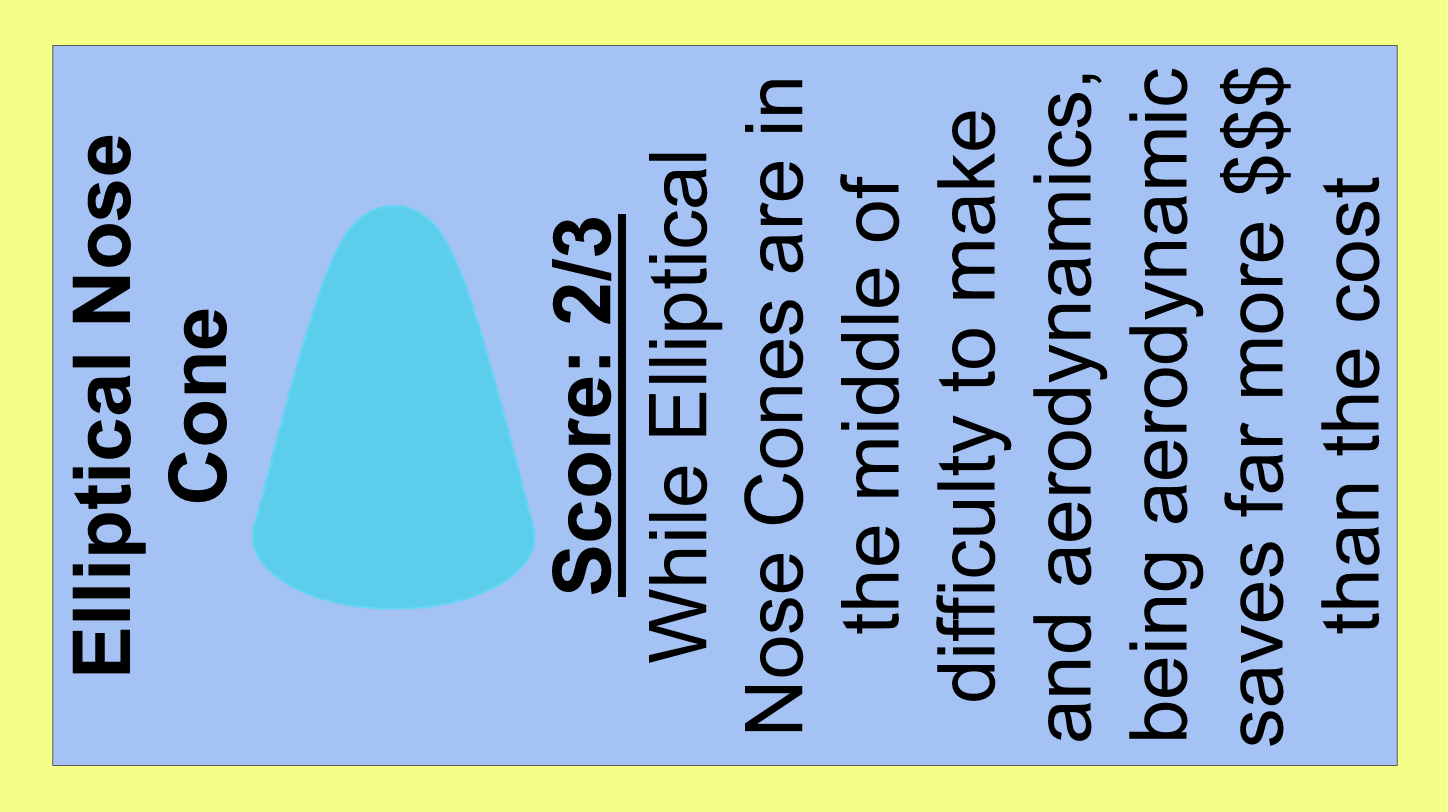 Elliptical Nose
Cone
Score: 2/3
While Elliptical
Nose Cones are in
the middle of
difficulty to make
and aerodynamics,
being aerodynamic
saves far more $$$
than the cost